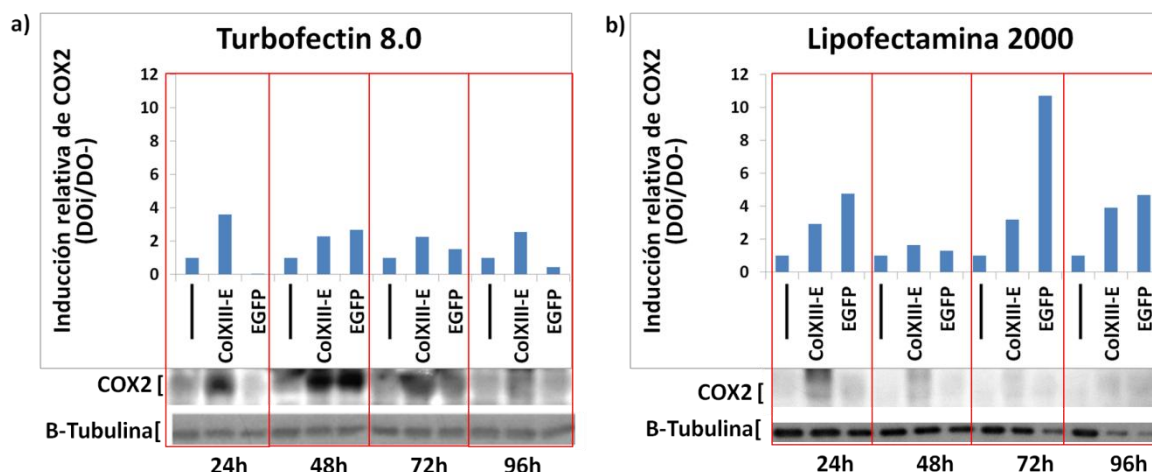 a)
Turbofectin 8.0
Inducción relativa de COX2
(DOi/DO-)
12
10
8
6
4
2
0
ColXIII-E
EGFP
ColXIII-E
EGFP
ColXIII-E
EGFP
ColXIII-E
EGFP
COX2 [
B-Tubulina[
24h
48h
72h
96h
b)
Lipofectamina 2000
Inducción relativa de COX2
(DOi/DO-)
12
10
8
6
4
2
0
ColXIII-E
EGFP
ColXIII-E
EGFP
ColXIII-E
EGFP
ColXIII-E
EGFP
COX2 [
B-Tubulina[
24h
48h
72h
96h